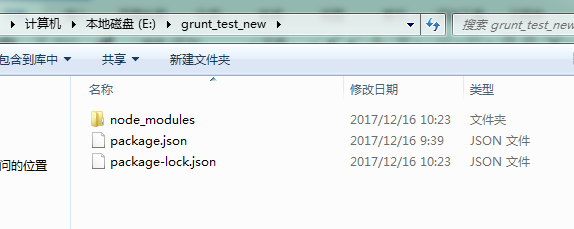 计算机 本地磁盘 (E:) grunt_test_new 搜索 grunt_test_new
包含到库中 共享 新建文件夹
名称 修改日期 类型
node_modules 2017/12/16 10:23 文件夹
package.json 2017/12/16 9:39 JSON 文件
package-lock.json 2017/12/16 10:23 JSON 文件
问的位置